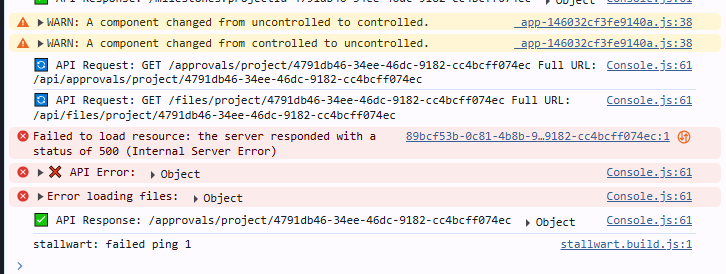 API Response: /milestones?projectId=4791db46-34ee-46dc-9182-cc4bcff074ec Object Console.js:61
WARN: A component changed from uncontrolled to controlled. _app-146032cf3fe9140a.js:38
WARN: A component changed from controlled to uncontrolled. _app-146032cf3fe9140a.js:38
API Request: GET /approvals/project/4791db46-34ee-46dc-9182-cc4bcff074ec Full URL: Console.js:61
/api/approvals/project/4791db46-34ee-46dc-9182-cc4bcff074ec
API Request: GET /files/project/4791db46-34ee-46dc-9182-cc4bcff074ec Full URL: Console.js:61
/api/files/project/4791db46-34ee-46dc-9182-cc4bcff074ec
Failed to load resource: the server responded with a 89bcf53b-0c81-4b8b-9…9182-cc4bcff074ec:1
status of 500 (Internal Server Error)
API Error: Object Console.js:61
Error loading files: Object Console.js:61
API Response: /approvals/project/4791db46-34ee-46dc-9182-cc4bcff074ec Object Console.js:61
stallwart: failed ping 1 stallwart.build.js:1